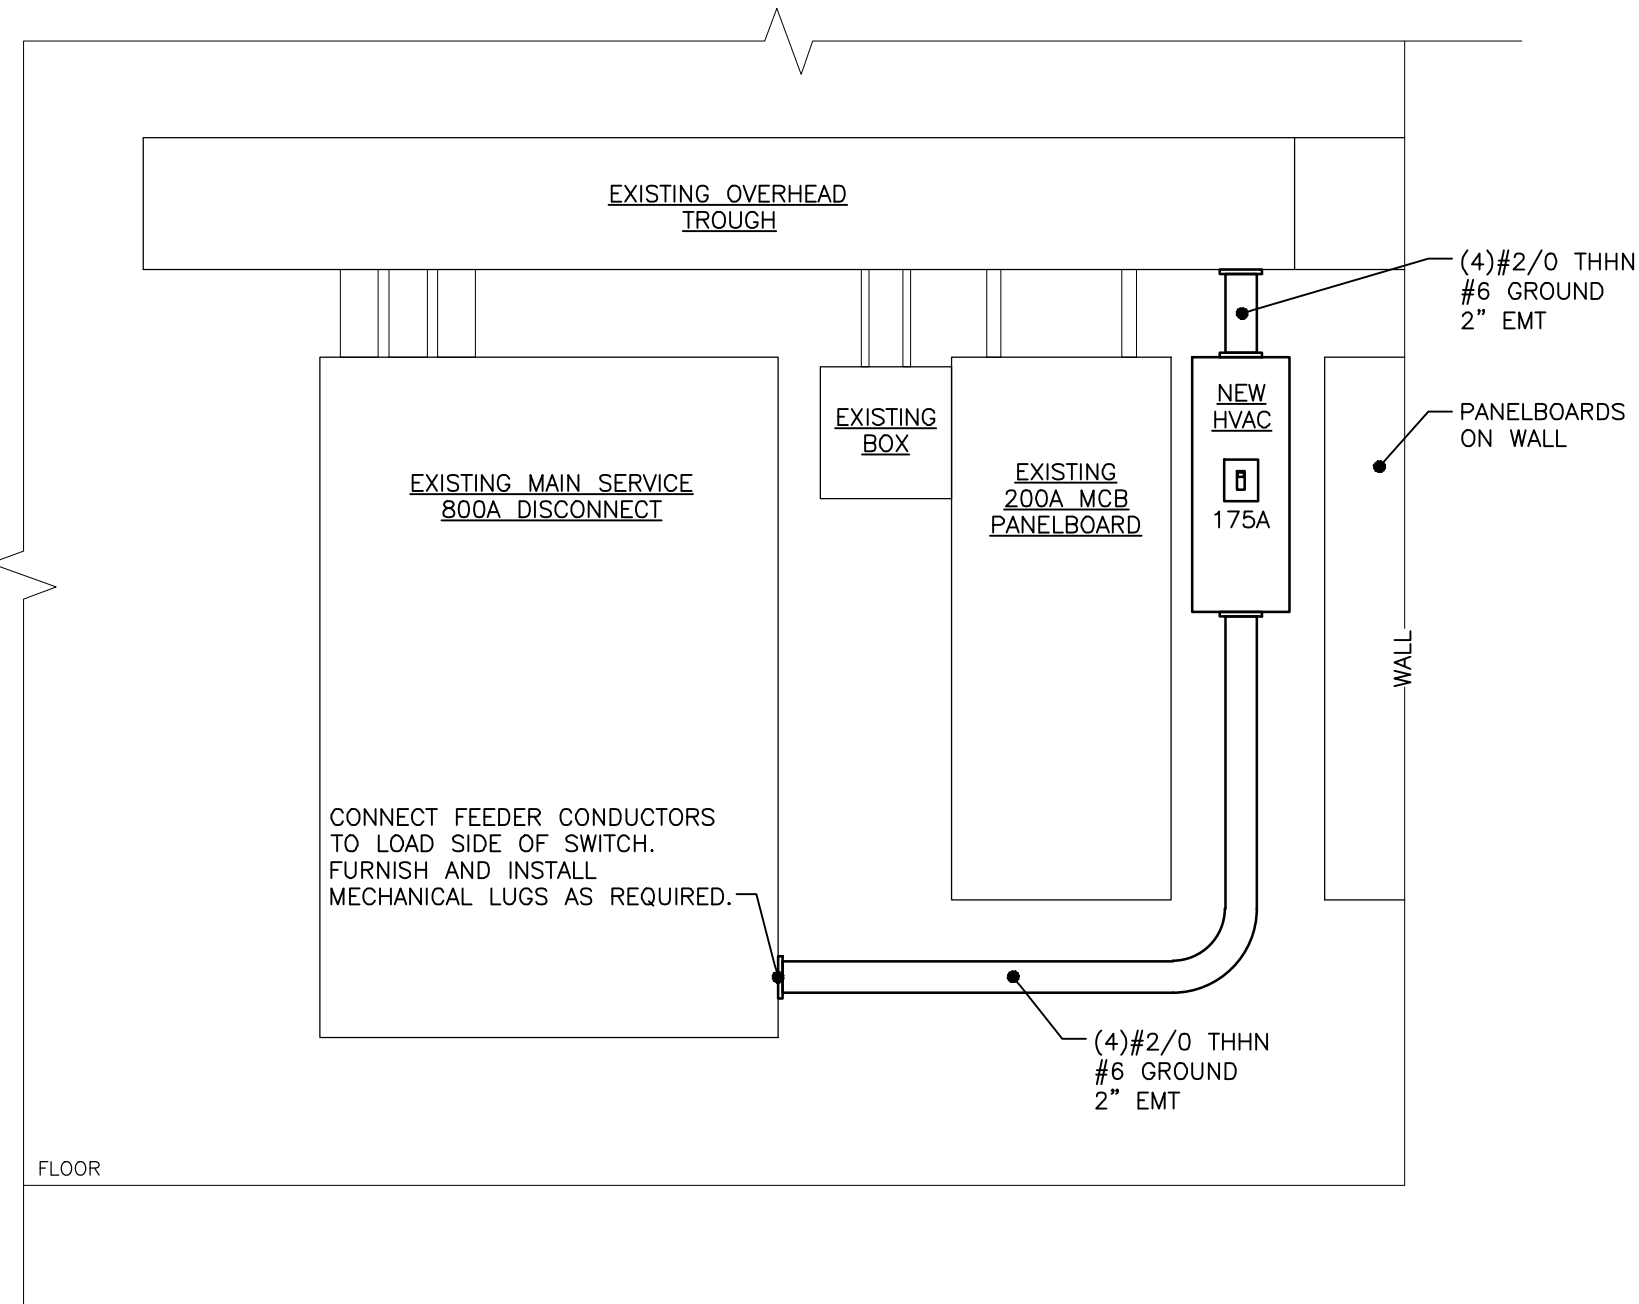 EXISTING OVERHEAD
TROUGH
(4)#2/0 THHN
#6 GROUND
2" EMT
NEW
HVAC
175A
PANELBOARDS
ON WALL
EXISTING
BOX
EXISTING
200A MCB
PANELBOARD
EXISTING MAIN SERVICE
800A DISCONNECT
WALL
CONNECT FEEDER CONDUCTORS
TO LOAD SIDE OF SWITCH.
FURNISH AND INSTALL
MECHANICAL LUGS AS REQUIRED.
(4)#2/0 THHN
#6 GROUND
2" EMT
FLOOR